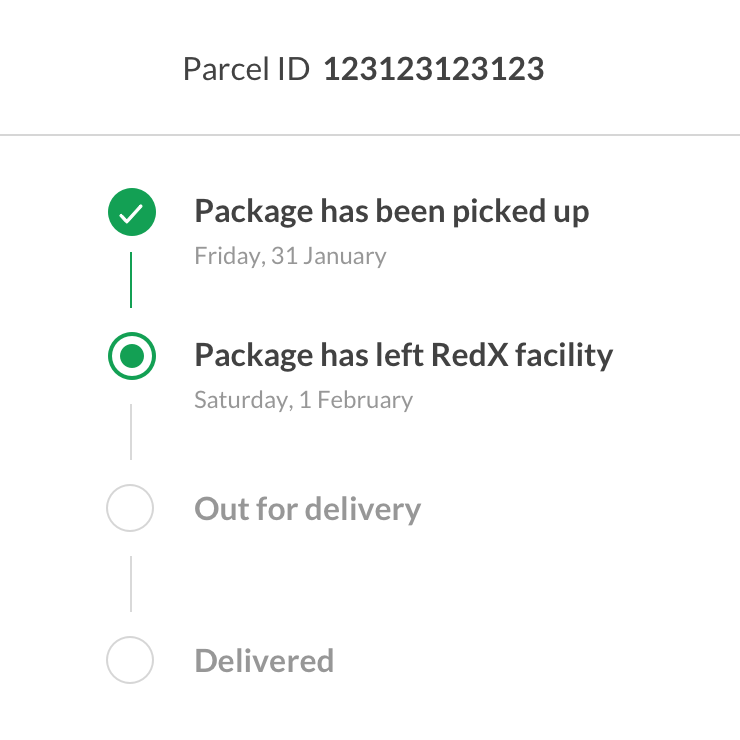 Parcel ID 123123123123
Package has been picked up
Friday, 31 January
Package has left RedX facility
Saturday, 1 February
Out for delivery
Delivered